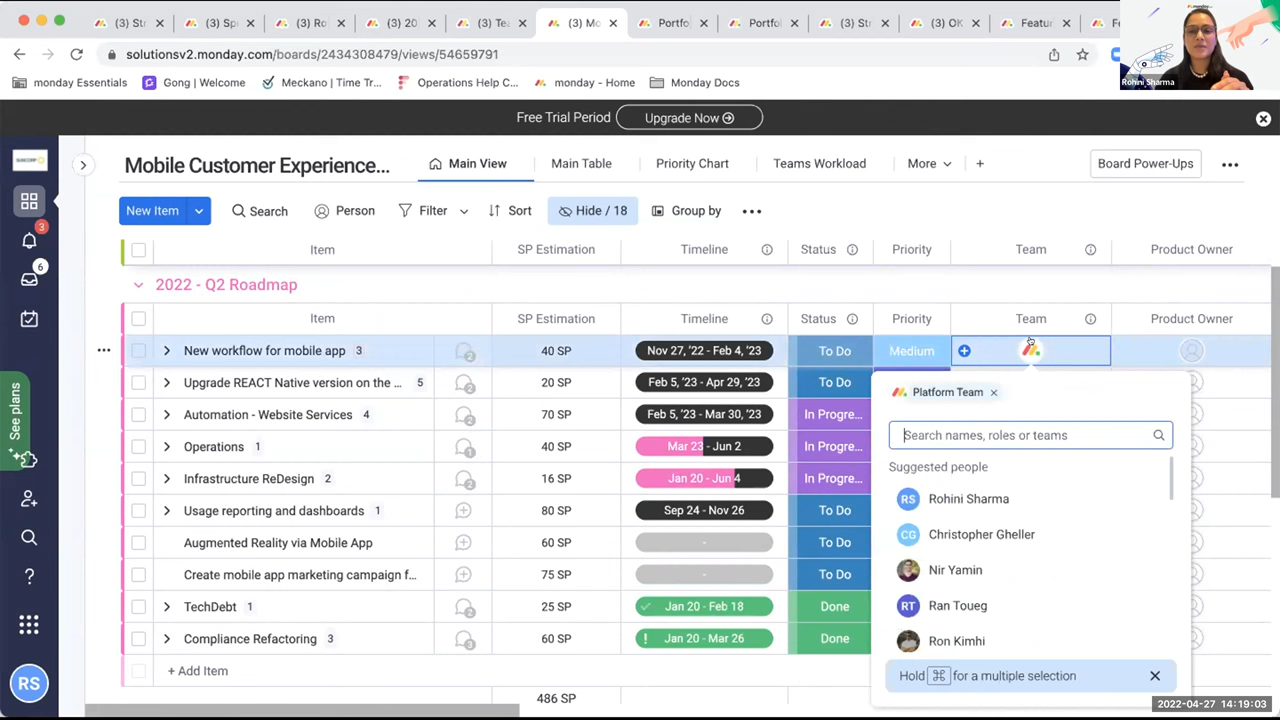 (3) St
(3) Sp
(3) Ro
(3) 20
(3)
(3) Mo
Portfo
Portfol
(3) St
(3) OK
Featur
solutionsv2.monday.com/boards/2434308479/views/54659791
Rohini Sharma
monday Essentials
Gong | Welcome
Meckano | Time Tr...
Operations Help C...
monday - Home
Monday Docs
Free Trial Period
Upgrade Now
Mobile Customer Experience...
Main View
Main Table
Priority Chart
Teams Workload
More
Board Power-Ups
New Item
Search
Person
Filter
Sort
Hide / 18
Group by
3
6
See plans
RS
Item
SP Estimation
Timeline
Status
Priority
Team
Product Owner
2022 - Q2 Roadmap
Item
SP Estimation
Timeline
Status
Priority
Team
Product Owner
New workflow for mobile app 3 2 40 SP Nov 27, '22 - Feb 4, '23 To Do Medium
Upgrade REACT Native version on the ... 5 2 20 SP Feb 5, '23 - Apr 29, '23 To Do
Automation - Website Services 4 2 70 SP Feb 5, '23 - Mar 30, '23 In Progre...
Operations 1 1 40 SP Mar 23 - Jun 2 In Progre...
Infrastructure ReDesign 2 2 16 SP Jan 20 - Jun 4 In Progre...
Usage reporting and dashboards 1 80 SP Sep 24 - Nov 26 To Do
Augmented Reality via Mobile App 60 SP - To Do
Create mobile app marketing campaign f... 75 SP - To Do
TechDebt 1 2 25 SP Jan 20 - Feb 18 Done
Compliance Refactoring 3 3 60 SP ! Jan 20 - Mar 26 Done
+ Add Item
486 SP
Platform Team
Search names, roles or teams
Suggested people
RS Rohini Sharma
CG Christopher Gheller
Nir Yamin
RT Ran Toueg
Ron Kimhi
Hold ⌘ for a multiple selection
2022-04-27 14:19:03